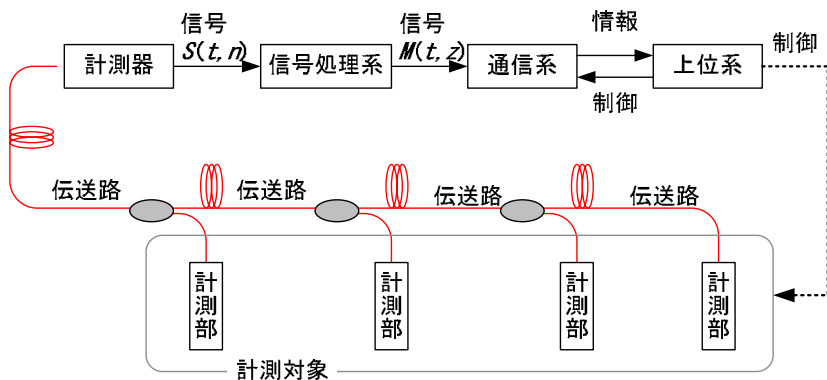 信号
S(t,n)
信号
M(t,z)
情報
制御
計測器
信号処理系
通信系
上位系
制御
伝送路
伝送路
伝送路
伝送路
計測部
計測部
計測部
計測部
計測対象